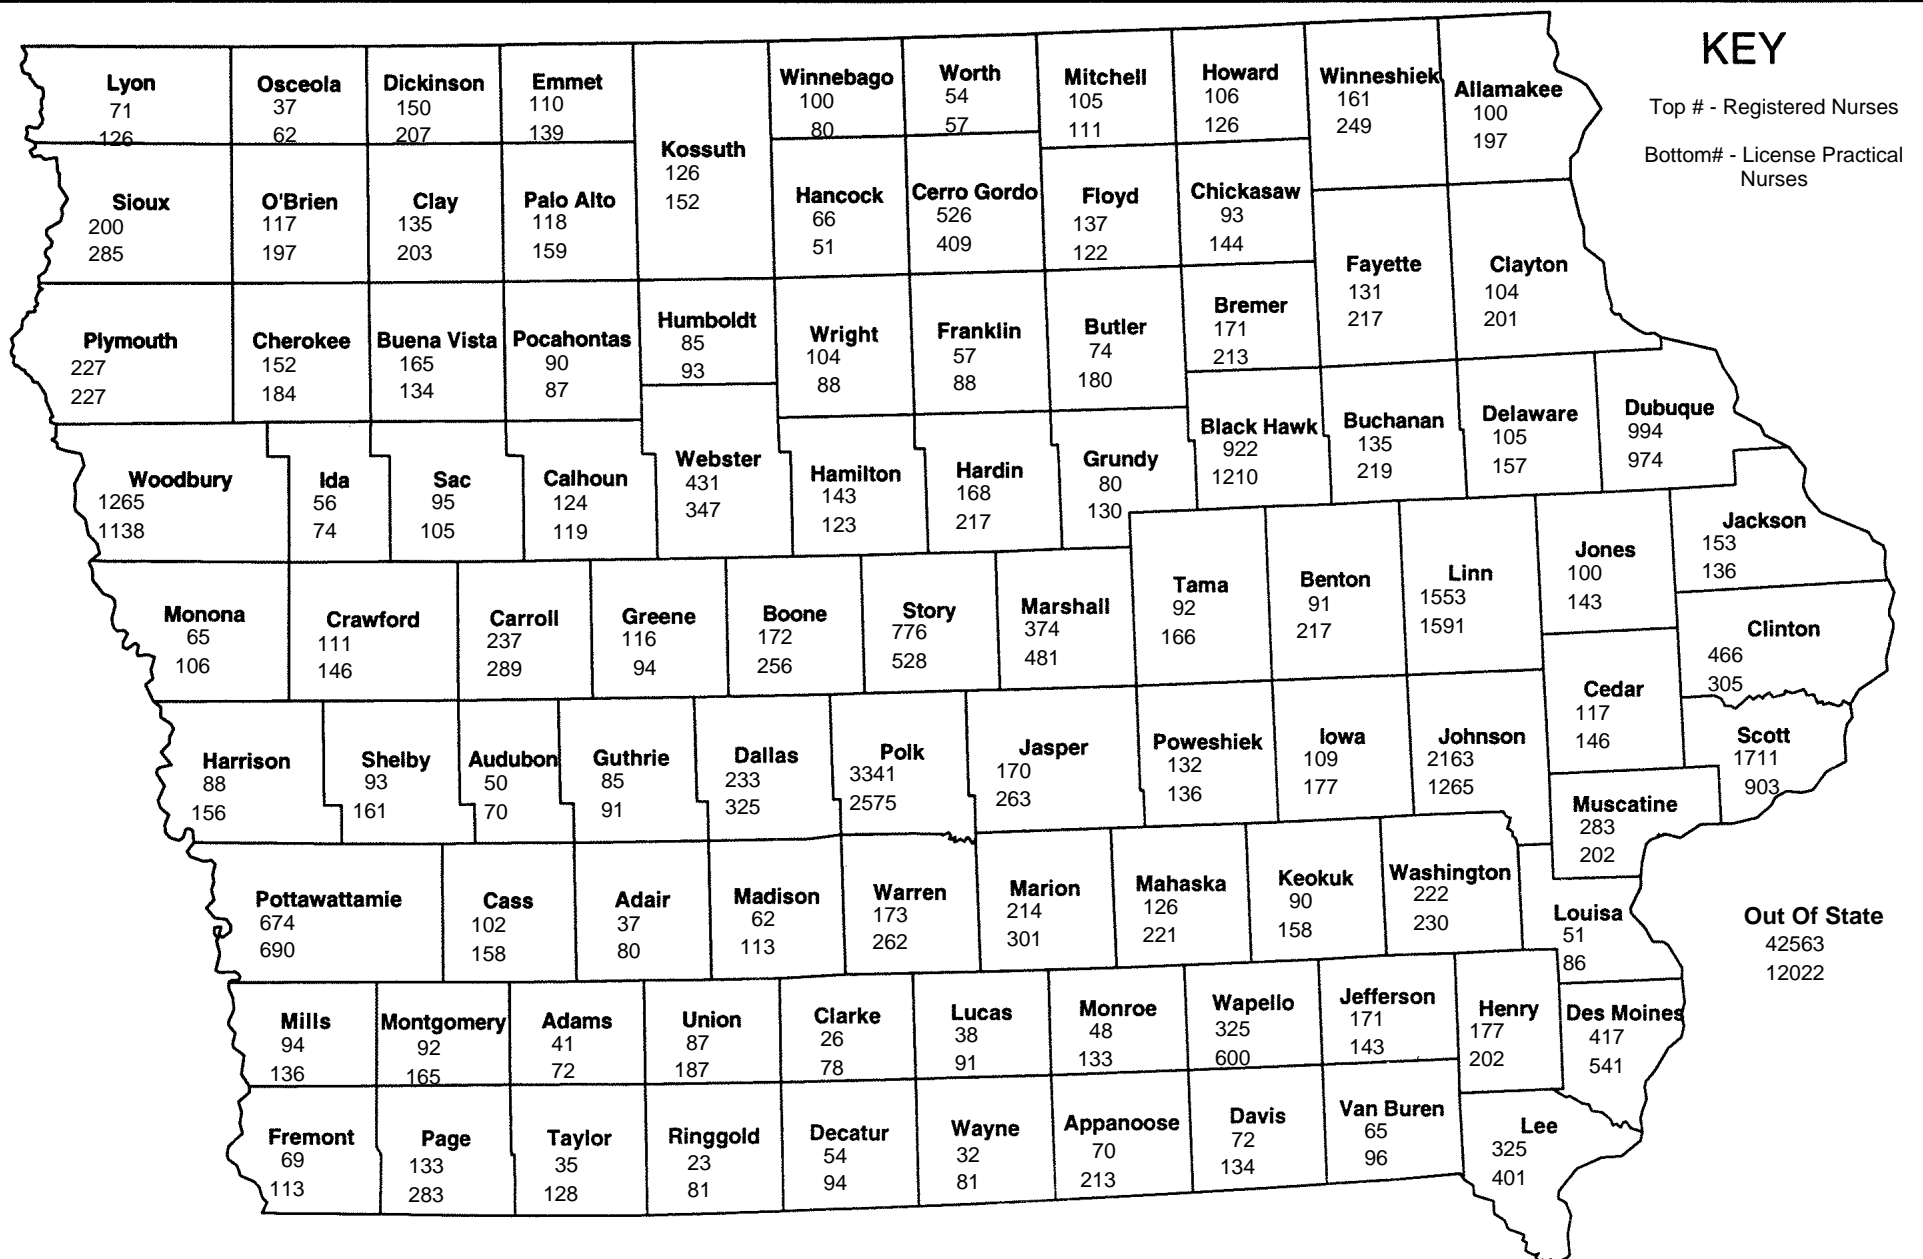 KEY
Top # - Registered Nurses
Bottom# - License Practical
Nurses
Lyon
71
126
Osceola
37
62
Dickinson
150
207
Emmet
110
139
Kossuth
126
152
Winnebago
100
80
Worth
54
57
Mitchell
105
111
Howard
106
126
Winneshiek
161
249
Allamakee
100
197
Sioux
200
285
O'Brien
117
197
Clay
135
203
Palo Alto
118
159
Hancock
66
51
Cerro Gordo
526
409
Floyd
137
122
Chickasaw
93
144
Fayette
131
217
Clayton
104
201
Plymouth
227
227
Cherokee
152
184
Buena Vista
165
134
Pocahontas
90
87
Humboldt
85
93
Wright
104
88
Franklin
57
88
Butler
74
180
Bremer
171
213
Woodbury
1265
1138
Ida
56
74
Sac
95
105
Calhoun
124
119
Webster
431
347
Hamilton
143
123
Hardin
168
217
Grundy
80
130
Black Hawk
922
1210
Buchanan
135
219
Delaware
105
157
Dubuque
994
974
Monona
65
106
Crawford
111
146
Carroll
237
289
Greene
116
94
Boone
172
256
Story
776
528
Marshall
374
481
Tama
92
166
Benton
91
217
Linn
1553
1591
Jones
100
143
Jackson
153
136
Clinton
466
305
Harrison
88
156
Shelby
93
161
Audubon
50
70
Guthrie
85
91
Dallas
233
325
Polk
3341
2575
Jasper
170
263
Poweshiek
132
136
Iowa
109
177
Johnson
2163
1265
Cedar
117
146
Scott
1711
903
Muscatine
283
202
Pottawattamie
674
690
Cass
102
158
Adair
37
80
Madison
62
113
Warren
173
262
Marion
214
301
Mahaska
126
221
Keokuk
90
158
Washington
222
230
Louisa
51
86
Out Of State
42563
12022
Mills
94
136
Montgomery
92
165
Adams
41
72
Union
87
187
Clarke
26
78
Lucas
38
91
Monroe
48
133
Wapello
325
600
Jefferson
171
143
Henry
177
202
Des Moines
417
541
Fremont
69
113
Page
133
283
Taylor
35
128
Ringgold
23
81
Decatur
54
94
Wayne
32
81
Appanoose
70
213
Davis
72
134
Van Buren
65
96
Lee
325
401